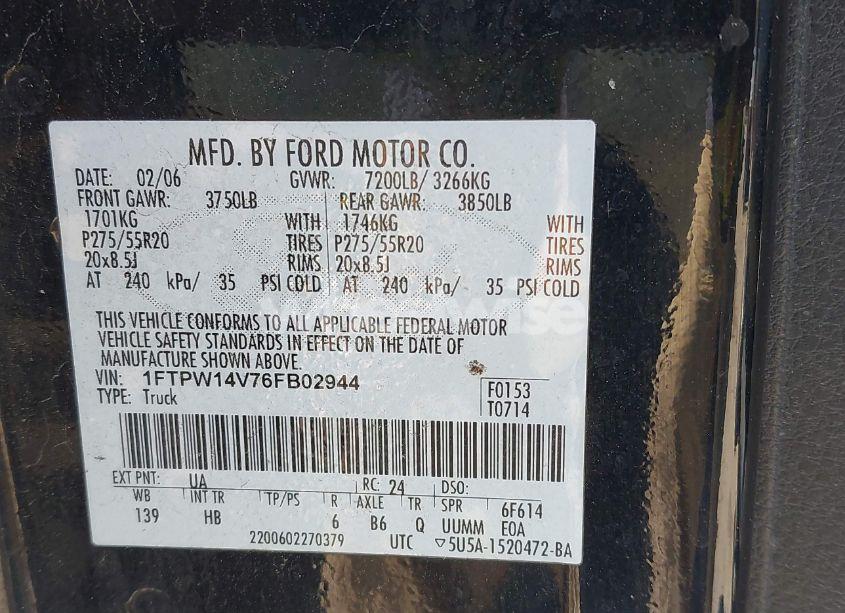 MFD. BY FORD MOTOR CO.
DATE: 02/06 GVWR: 7200LB/ 3266KG
FRONT GAWR: 3750LB REAR GAWR: 3850LB
1701KG WITH 1746KG WITH
P275/55R20 TIRES P275/55R20 TIRES
20x8.5J RIMS 20x8.5J RIMS
AT 240 kPa/ 35 PSI COLD AT 240 kPa/ 35 PSI COLD
THIS VEHICLE CONFORMS TO ALL APPLICABLE FEDERAL MOTOR
VEHICLE SAFETY STANDARDS IN EFFECT ON THE DATE OF
MANUFACTURE SHOWN ABOVE.
VIN: 1FTPW14V76FB02944
TYPE: Truck
F0153
T0714
EXT PNT: UA RC: 24 DSO:
WB INT TR TP/PS R AXLE TR SPR 6F614
139 HB 6 B6 Q UUMM EOA
2200602270379 UTC ▽5U5A-1520472-BA